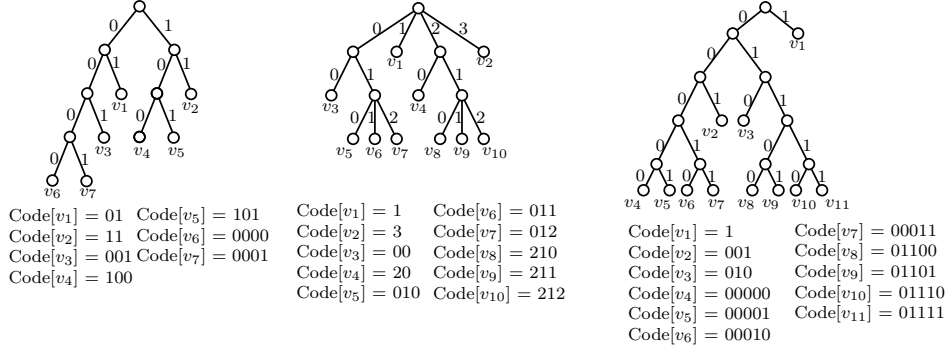 0 1
0 1 0 1
0 1 v₁ 0 1 v₂
0 1 v₃ v₄ v₅
v₆ v₇
Code[v₁] = 01 Code[v₅] = 101
Code[v₂] = 11 Code[v₆] = 0000
Code[v₃] = 001 Code[v₇] = 0001
Code[v₄] = 100
0 1 2 3
0 1 v₁ 0 1 v₂
v₃ 0 1 2 v₄ 0 1 2
v₅ v₆ v₇ v₈ v₉ v₁₀
Code[v₁] = 1 Code[v₆] = 011
Code[v₂] = 3 Code[v₇] = 012
Code[v₃] = 00 Code[v₈] = 210
Code[v₄] = 20 Code[v₉] = 211
Code[v₅] = 010 Code[v₁₀] = 212
0 1
0 1 v₁
0 1 0 1
0 1 v₂ v₃ 0 1
0 1 0 1 0 1 0 1
v₄ v₅ v₆ v₇ v₈ v₉ v₁₀ v₁₁
Code[v₁] = 1 Code[v₇] = 00011
Code[v₂] = 001 Code[v₈] = 01100
Code[v₃] = 010 Code[v₉] = 01101
Code[v₄] = 00000 Code[v₁₀] = 01110
Code[v₅] = 00001 Code[v₁₁] = 01111
Code[v₆] = 00010